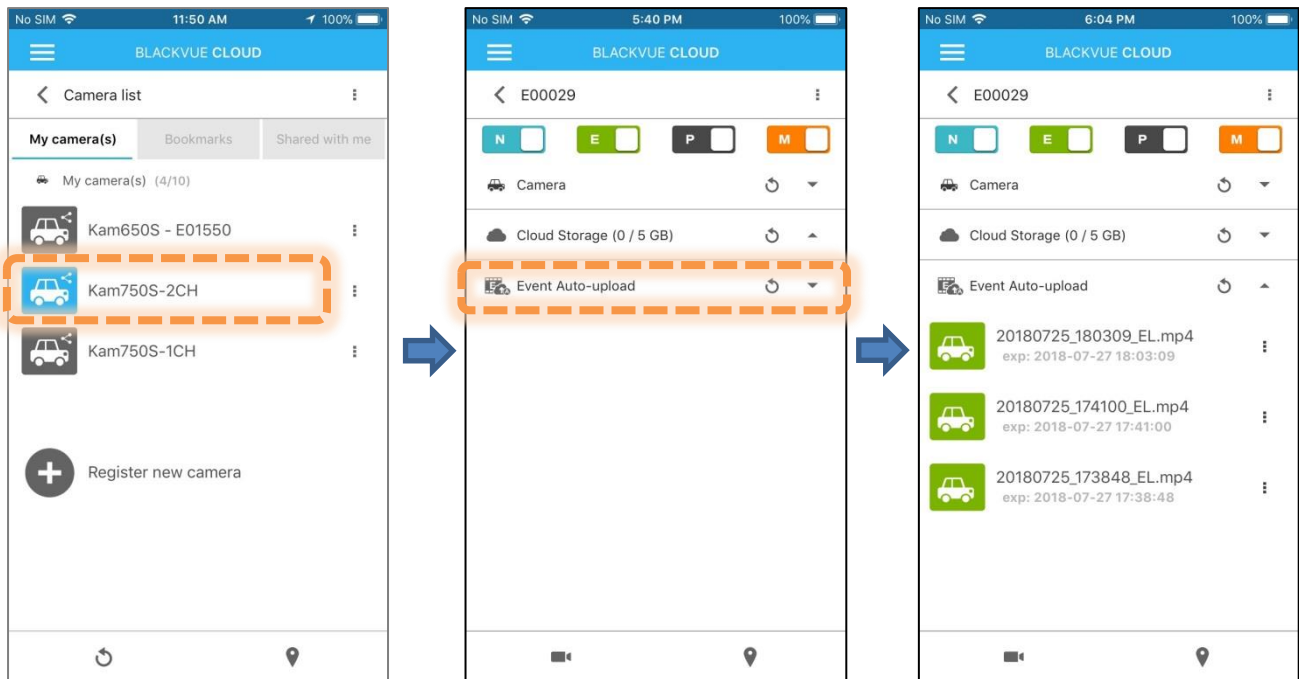 No SIM 11:50 AM 100%
BLACKVUE CLOUD
Camera list
My camera(s) Bookmarks Shared with me
My camera(s) (4/10)
Kam650S - E01550
Kam750S-2CH
Kam750S-1CH
Register new camera
No SIM 5:40 PM 100%
BLACKVUE CLOUD
E00029
N E P M
Camera
Cloud Storage (0 / 5 GB)
Event Auto-upload
No SIM 6:04 PM 100%
BLACKVUE CLOUD
E00029
N E P M
Camera
Cloud Storage (0 / 5 GB)
Event Auto-upload
20180725_180309_EL.mp4
exp: 2018-07-27 18:03:09
20180725_174100_EL.mp4
exp: 2018-07-27 17:41:00
20180725_173848_EL.mp4
exp: 2018-07-27 17:38:48